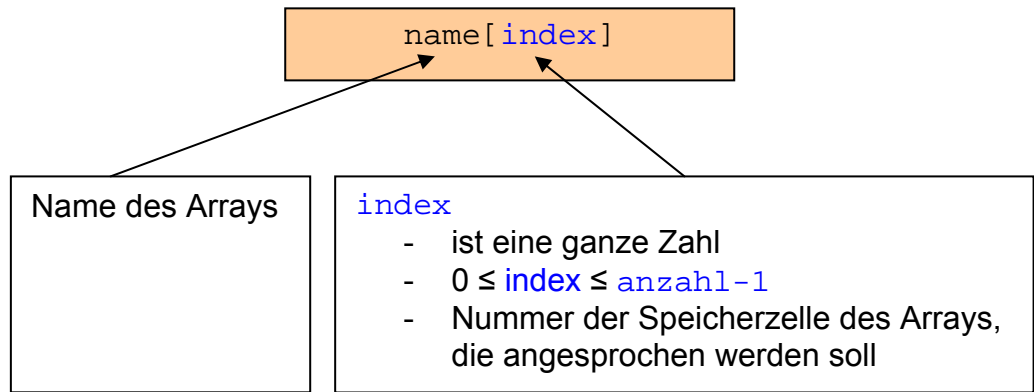 name[index]
Name des Arrays
index
- ist eine ganze Zahl
- 0 ≤ index ≤ anzahl-1
- Nummer der Speicherzelle des Arrays,
die angesprochen werden soll